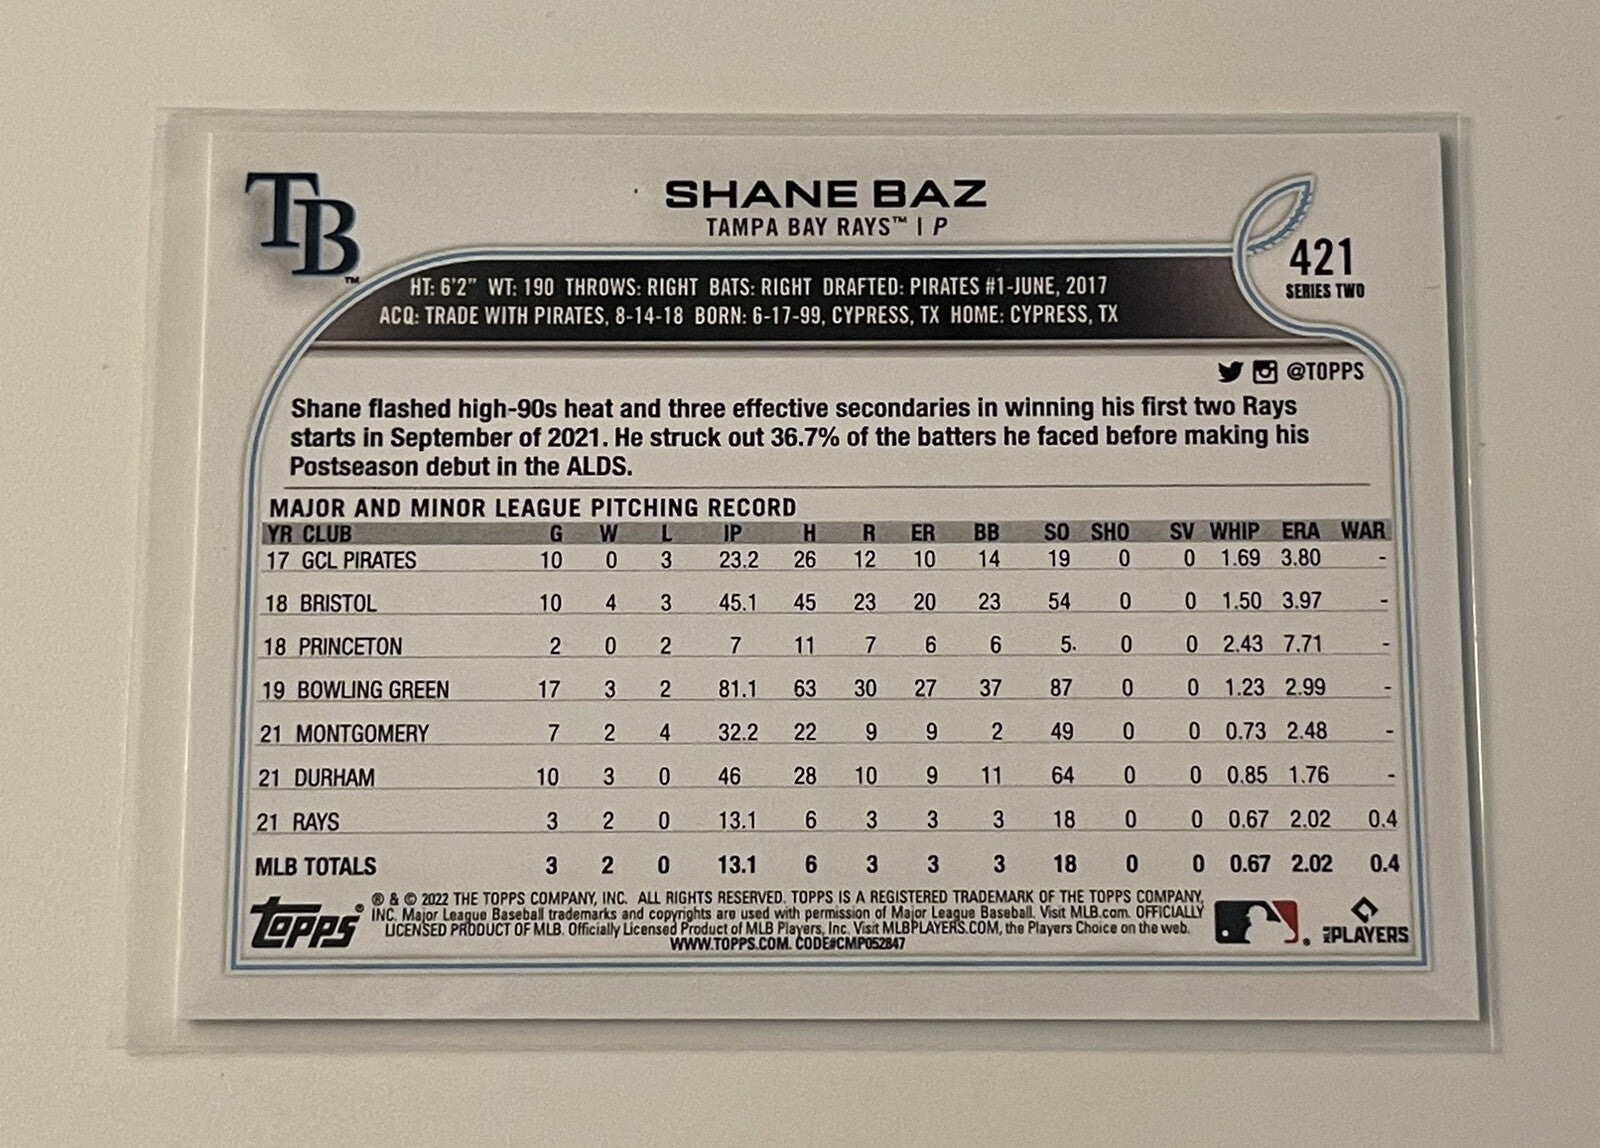 TB™
SHANE BAZ
TAMPA BAY RAYS™ | P
421
SERIES TWO
HT: 6'2" WT: 190 THROWS: RIGHT BATS: RIGHT DRAFTED: PIRATES #1-JUNE, 2017
ACQ: TRADE WITH PIRATES, 8-14-18 BORN: 6-17-99, CYPRESS, TX HOME: CYPRESS, TX
@TOPPS
Shane flashed high-90s heat and three effective secondaries in winning his first two Rays
starts in September of 2021. He struck out 36.7% of the batters he faced before making his
Postseason debut in the ALDS.
MAJOR AND MINOR LEAGUE PITCHING RECORD
YR CLUB G W L IP H R ER BB SO SHO SV WHIP ERA WAR
17 GCL PIRATES 10 0 3 23.2 26 12 10 14 19 0 0 1.69 3.80 -
18 BRISTOL 10 4 3 45.1 45 23 20 23 54 0 0 1.50 3.97 -
18 PRINCETON 2 0 2 7 11 7 6 6 5 0 0 2.43 7.71 -
19 BOWLING GREEN 17 3 2 81.1 63 30 27 37 87 0 0 1.23 2.99 -
21 MONTGOMERY 7 2 4 32.2 22 9 9 2 49 0 0 0.73 2.48 -
21 DURHAM 10 3 0 46 28 10 9 11 64 0 0 0.85 1.76 -
21 RAYS 3 2 0 13.1 6 3 3 3 18 0 0 0.67 2.02 0.4
MLB TOTALS 3 2 0 13.1 6 3 3 3 18 0 0 0.67 2.02 0.4
Topps®
® & © 2022 THE TOPPS COMPANY, INC. ALL RIGHTS RESERVED. TOPPS IS A REGISTERED TRADEMARK OF THE TOPPS COMPANY,
INC. Major League Baseball trademarks and copyrights are used with permission of Major League Baseball. Visit MLB.com. OFFICIALLY
LICENSED PRODUCT OF MLB. Officially Licensed Product of MLB Players, Inc. Visit MLBPLAYERS.COM, the Players Choice on the web.
WWW.TOPPS.COM. CODE#CMP052847
MLB PLAYERS